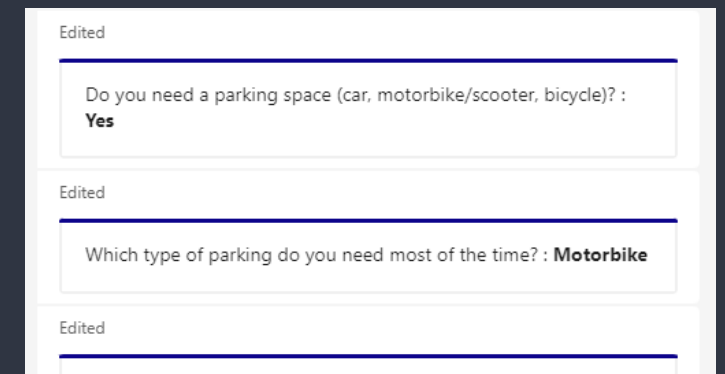 Edited
Do you need a parking space (car, motorbike/scooter, bicycle)? :
Yes
Edited
Which type of parking do you need most of the time? : Motorbike
Edited